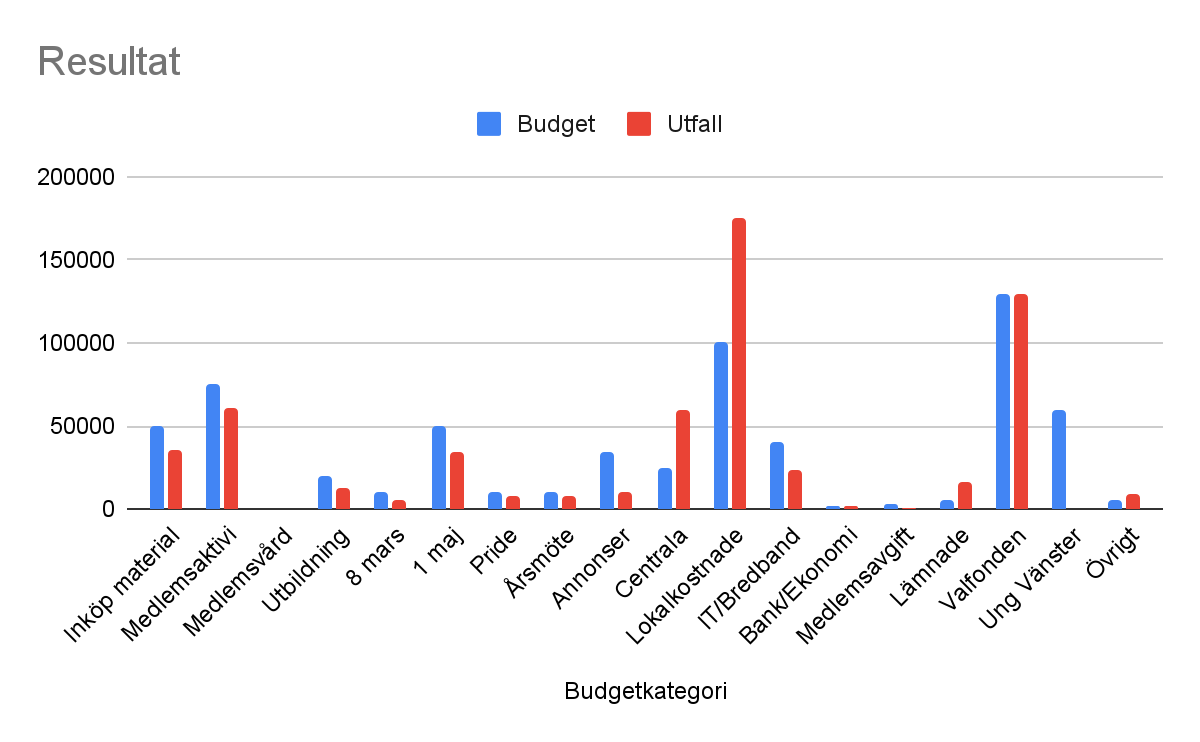 Resultat
Budget Utfall
200000
150000
100000
50000
0
Inköp material
Medlemsaktivi
Medlemsvård
Utbildning
8 mars
1 maj
Pride
Årsmöte
Annonser
Centrala
Lokalkostnade
IT/Bredband
Bank/Ekonomi
Medlemsavgift
Lämnade
Valfonden
Ung Vänster
Övrigt
Budgetkategori